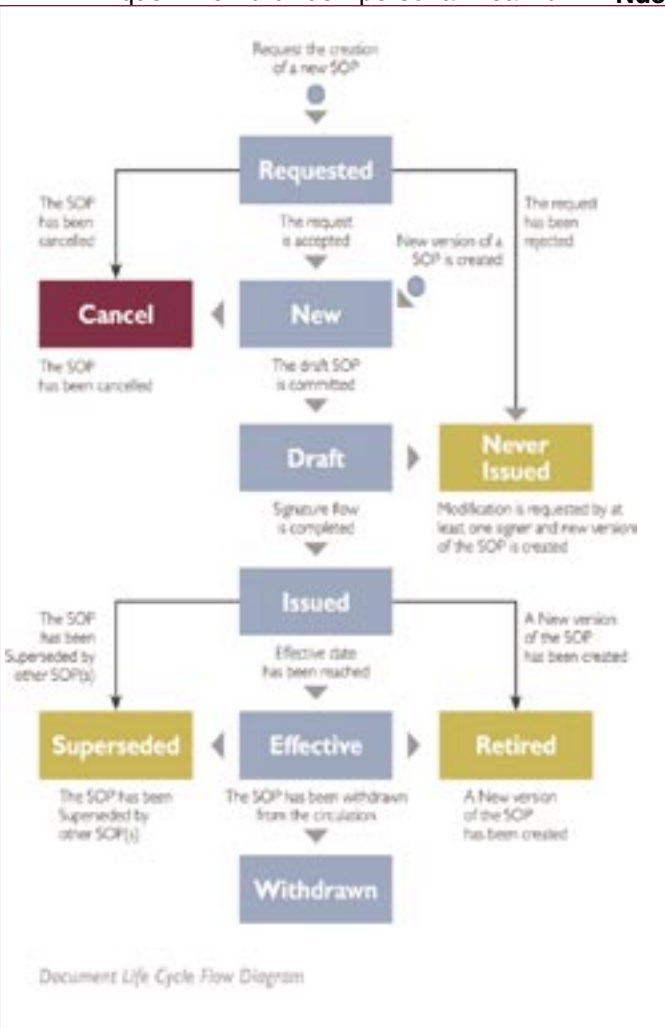 Request the creation
of a new SOP
Requested
The SOP
has been
cancelled
The request
is accepted
The request
has been
rejected
New version of a
SOP is created
Cancel
New
The SOP
has been cancelled
The draft SOP
is committed
Draft
Never
Issued
Signature flow
is completed
Modification is requested by at
least one signer and new version
of the SOP is created
Issued
The SOP
has been
Superseded by
other SOP(s)
Effective date
has been reached
A New version
of the SOP
has been created
Superseded
Effective
Retired
The SOP has been
Superseded by
other SOP(s)
The SOP has been withdrawn
from the circulation
A New version
of the SOP
has been created
Withdrawn
Document Life Cycle Flow Diagram